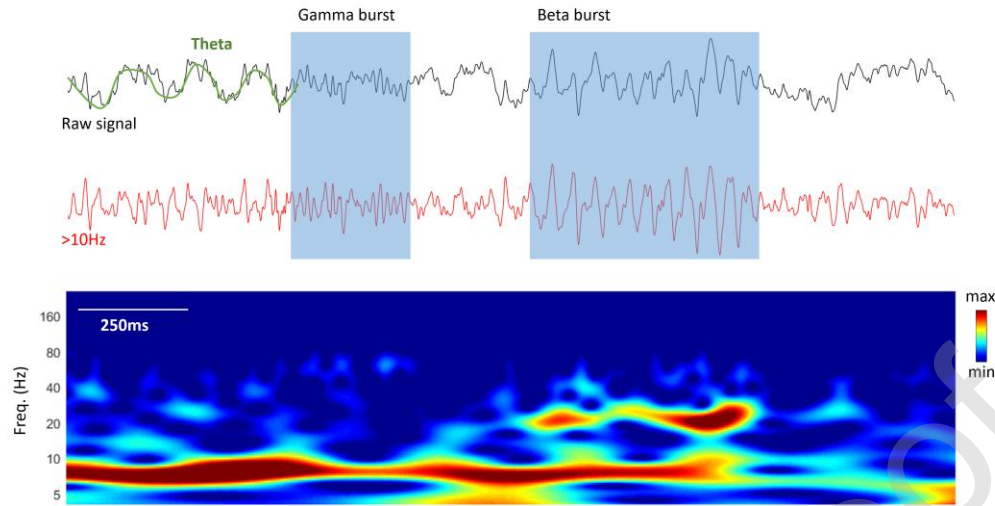 Gamma burst
Beta burst
Theta
Raw signal
>10Hz
max
min
250ms
Freq. (Hz)
160
80
40
20
10
5